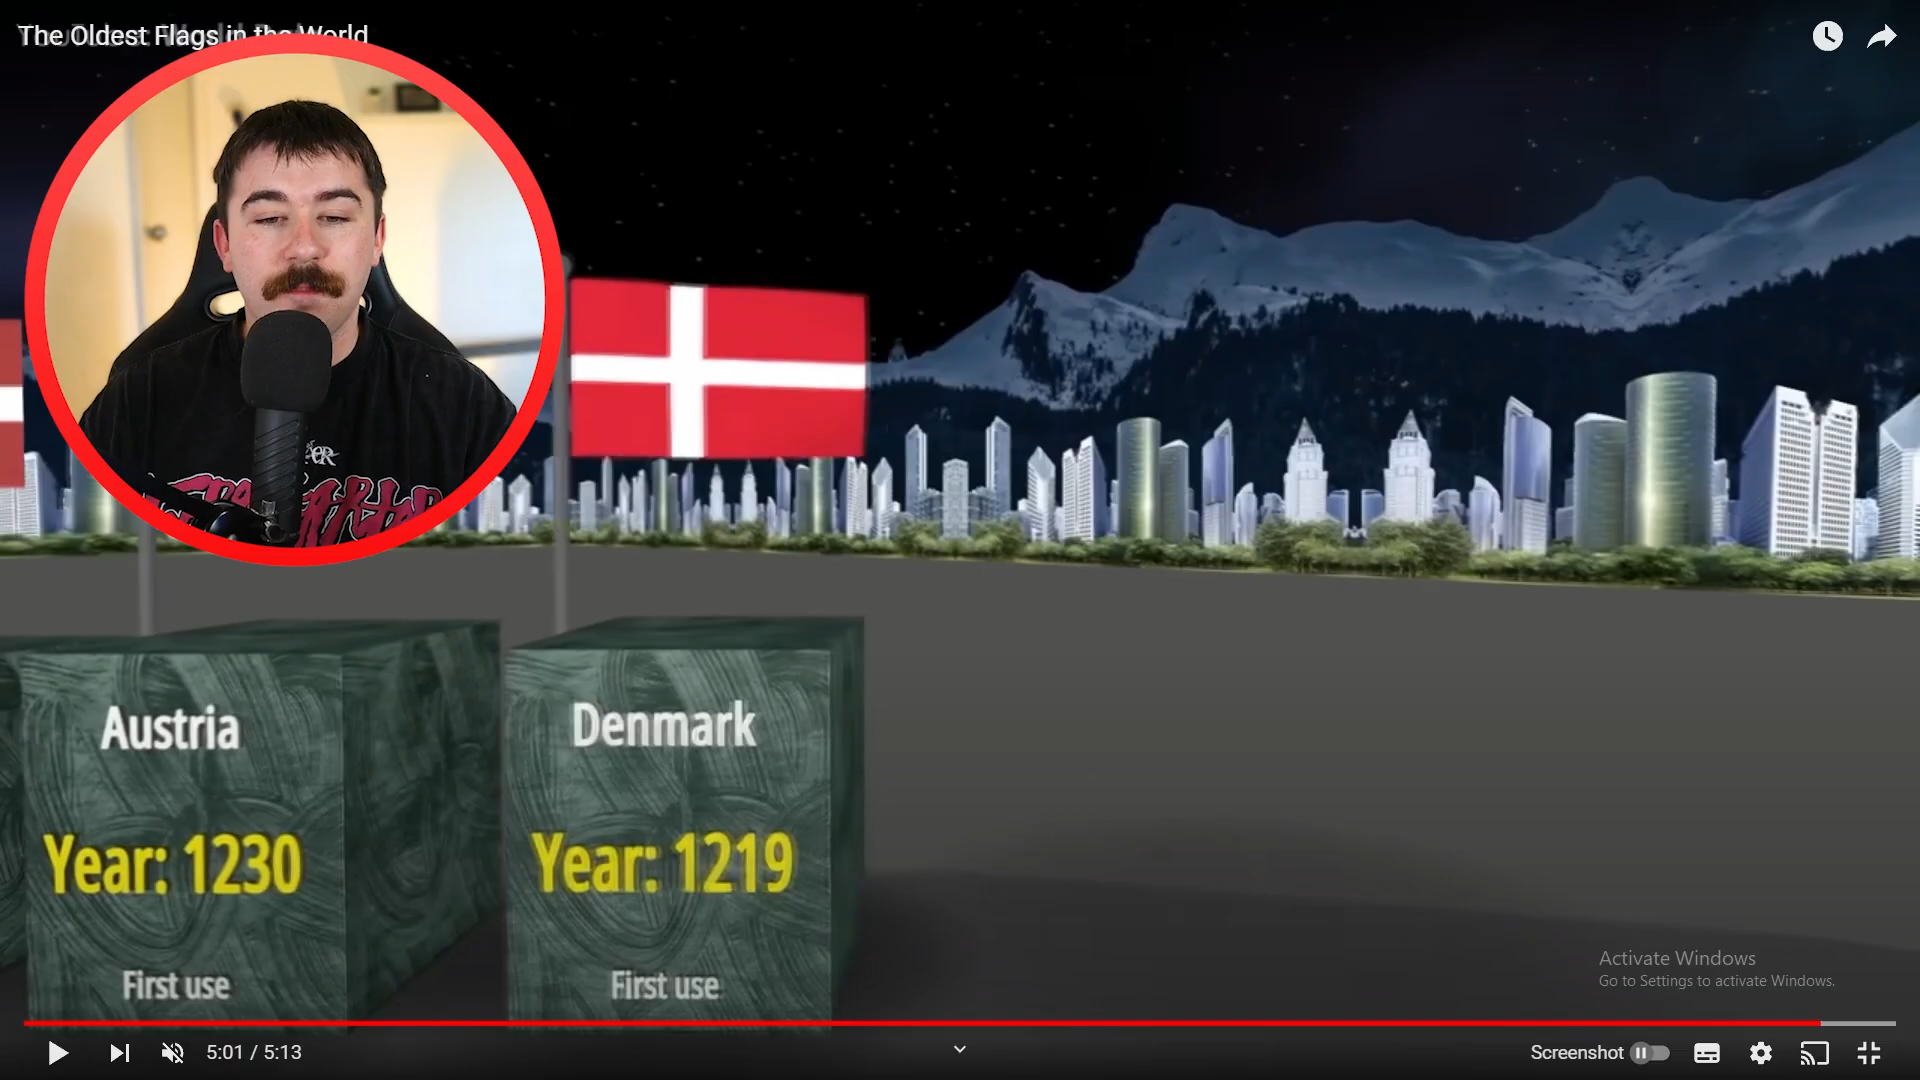 The Oldest Flags in the World
Austria
Year: 1230
First use
Denmark
Year: 1219
First use
Activate Windows
Go to Settings to activate Windows.
5:01 / 5:13
Screenshot